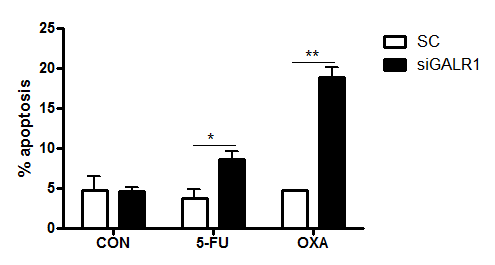 SC
siGALR1
% apoptosis
25
20
15
10
5
0
*
**
CON
5-FU
OXA